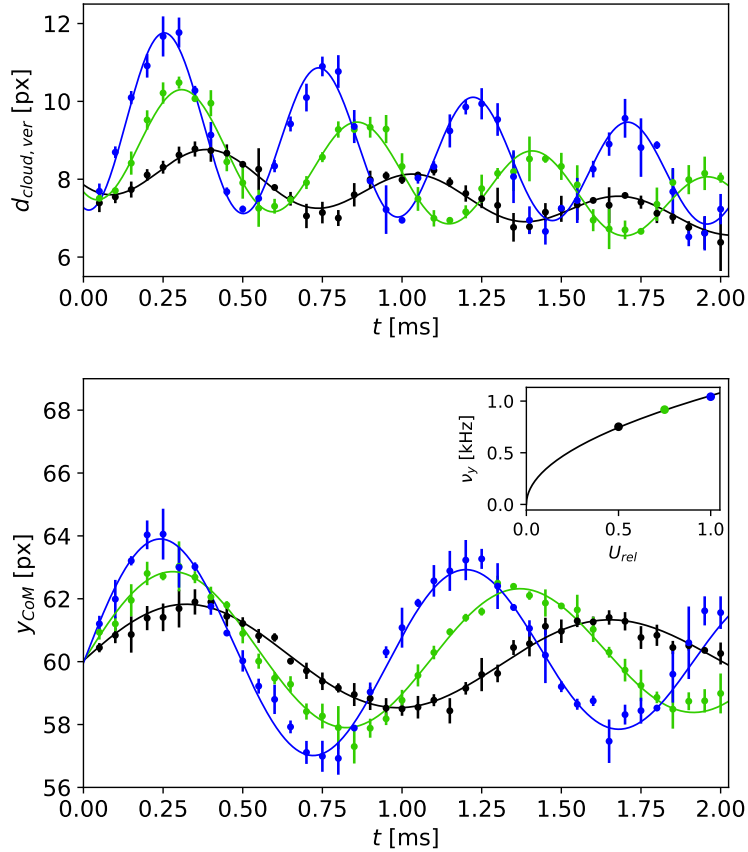 12
10
8
6
d_{cloud,ver} [px]
0.00 0.25 0.50 0.75 1.00 1.25 1.50 1.75 2.00
t [ms]
68
66
64
62
60
58
56
y_{CoM} [px]
1.0
0.5
0.0
ν_y [kHz]
0.0 0.5 1.0
U_{rel}
0.00 0.25 0.50 0.75 1.00 1.25 1.50 1.75 2.00
t [ms]